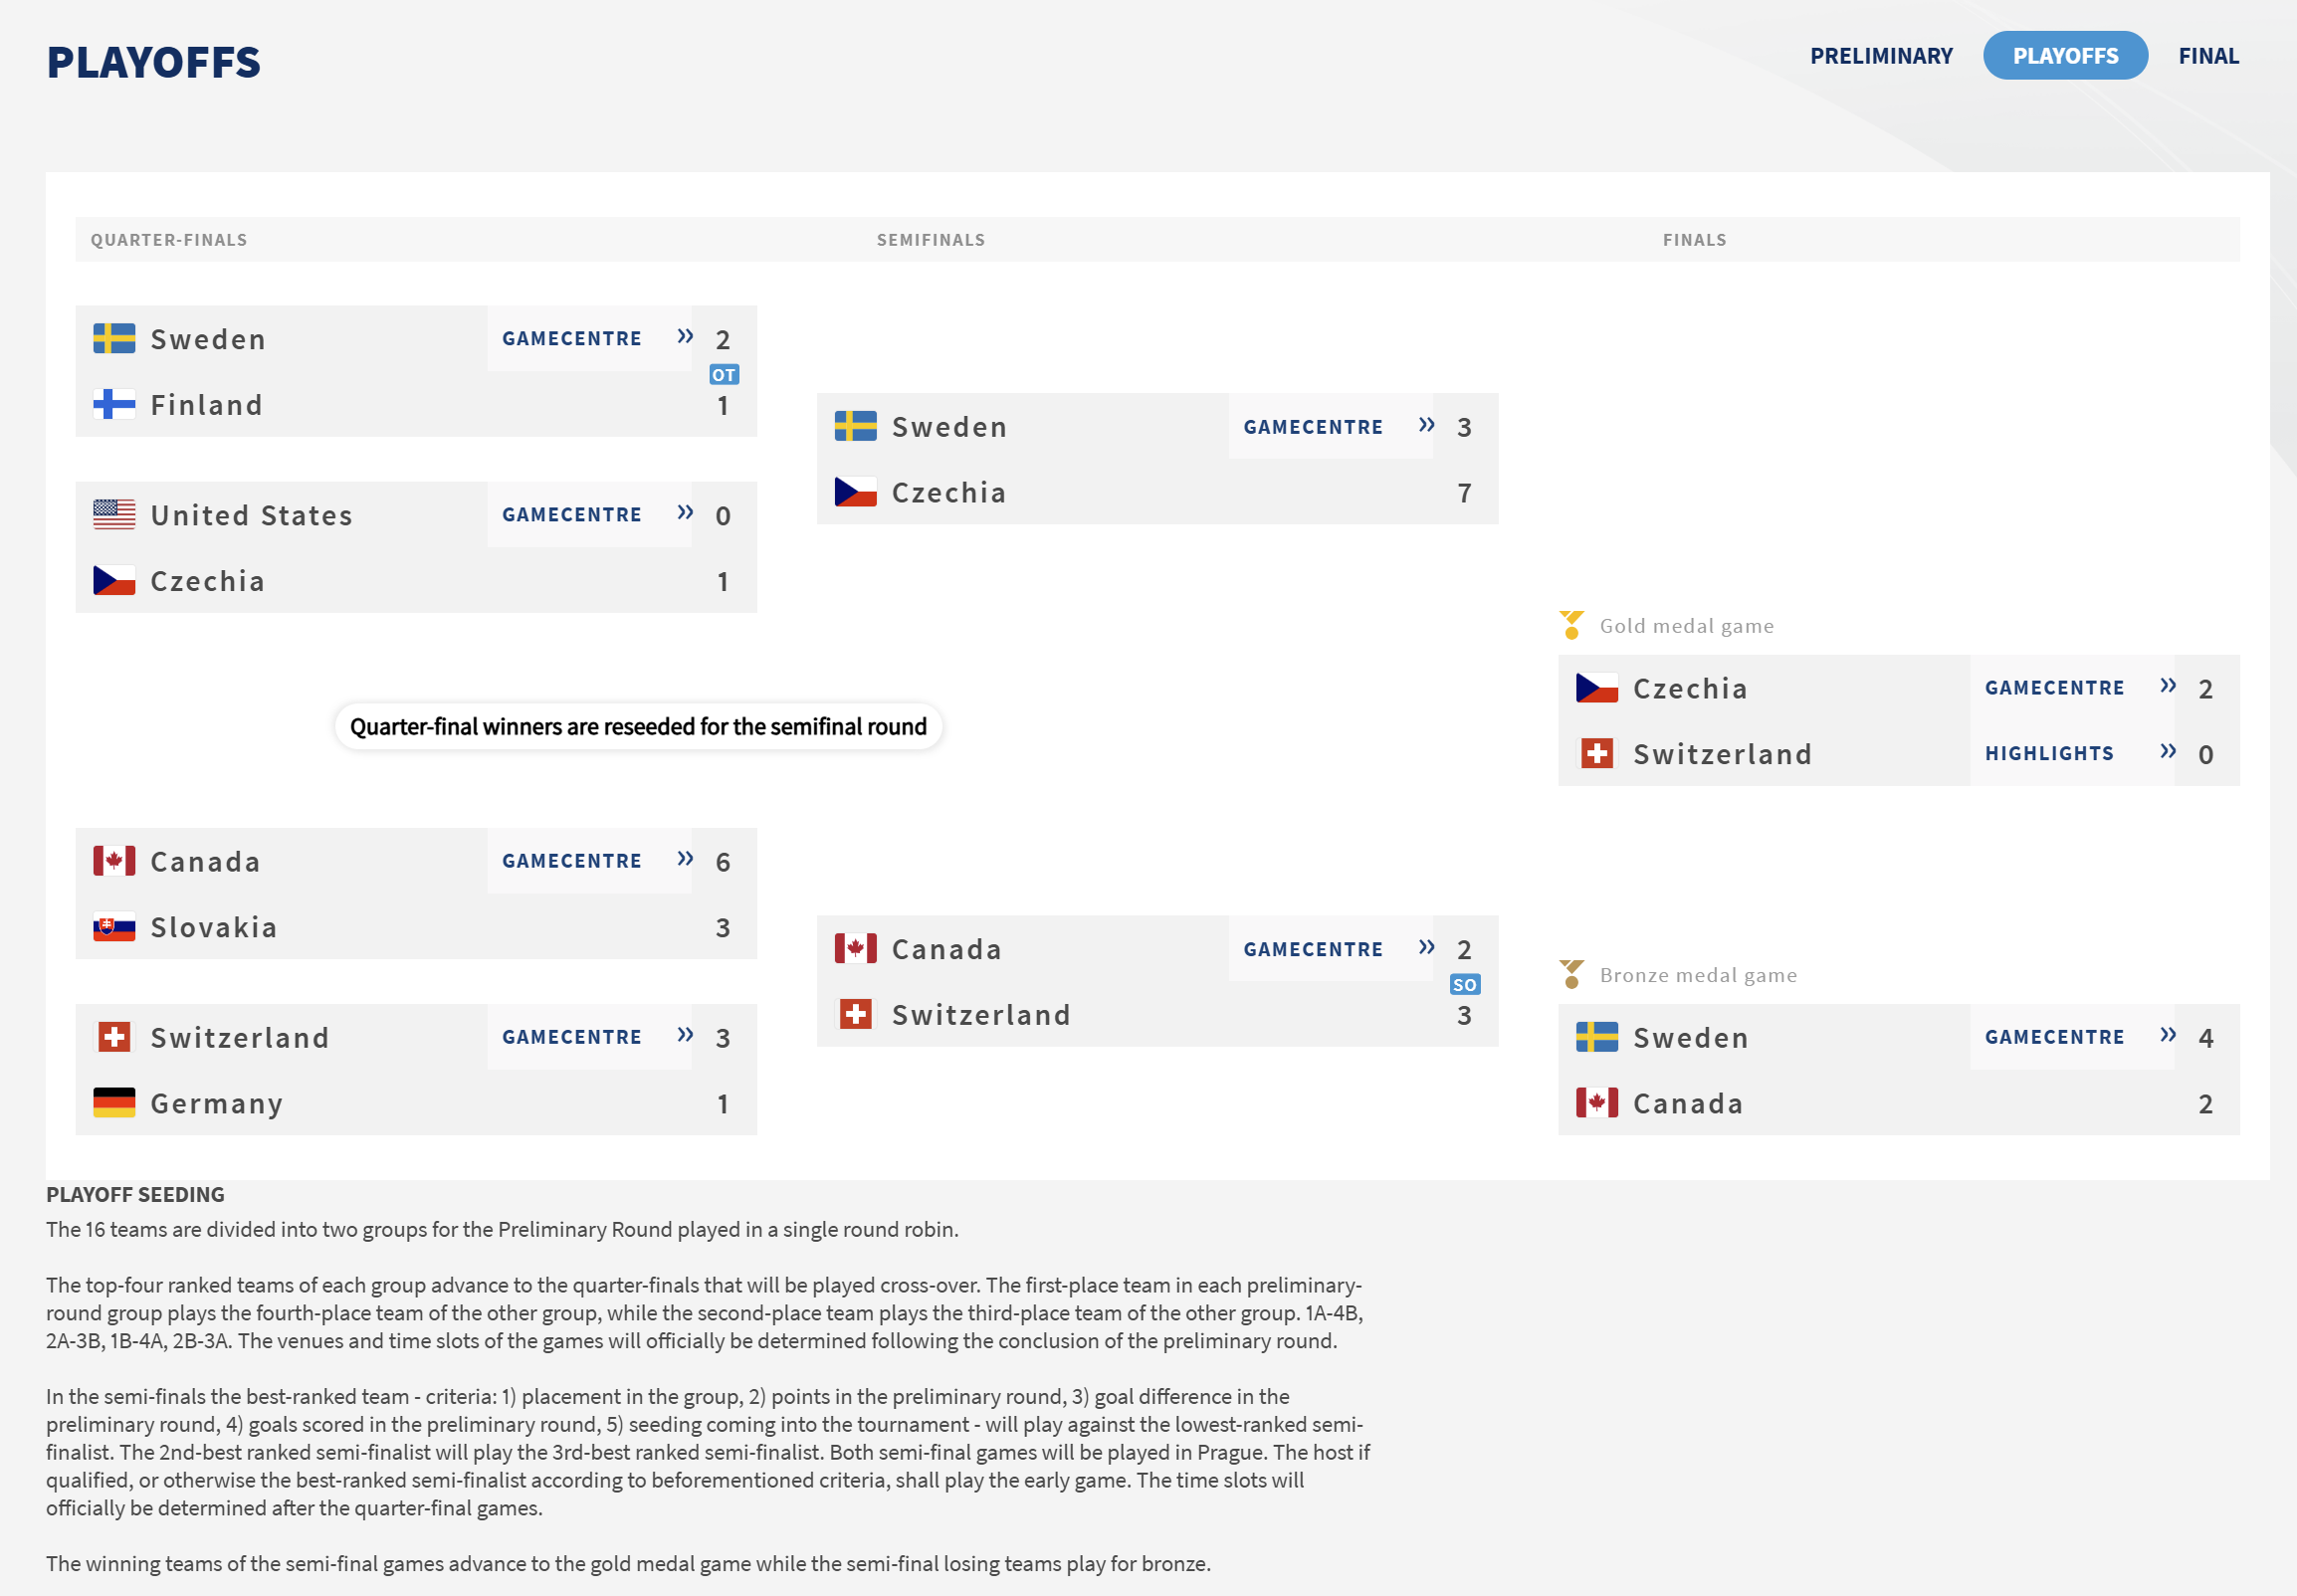 PLAYOFFS
PRELIMINARY
PLAYOFFS
FINAL
QUARTER-FINALS
SEMIFINALS
FINALS
Sweden GAMECENTRE » 2
OT
Finland 1
United States GAMECENTRE » 0
Czechia 1
Sweden GAMECENTRE » 3
Czechia 7
Quarter-final winners are reseeded for the semifinal round
Gold medal game
Czechia GAMECENTRE » 2
Switzerland HIGHLIGHTS » 0
Canada GAMECENTRE » 6
Slovakia 3
Switzerland GAMECENTRE » 3
Germany 1
Canada GAMECENTRE » 2
SO
Switzerland 3
Bronze medal game
Sweden GAMECENTRE » 4
Canada 2
PLAYOFF SEEDING
The 16 teams are divided into two groups for the Preliminary Round played in a single round robin.
The top-four ranked teams of each group advance to the quarter-finals that will be played cross-over. The first-place team in each preliminary-
round group plays the fourth-place team of the other group, while the second-place team plays the third-place team of the other group. 1A-4B,
2A-3B, 1B-4A, 2B-3A. The venues and time slots of the games will officially be determined following the conclusion of the preliminary round.
In the semi-finals the best-ranked team - criteria: 1) placement in the group, 2) points in the preliminary round, 3) goal difference in the
preliminary round, 4) goals scored in the preliminary round, 5) seeding coming into the tournament - will play against the lowest-ranked semi-
finalist. The 2nd-best ranked semi-finalist will play the 3rd-best ranked semi-finalist. Both semi-final games will be played in Prague. The host if
qualified, or otherwise the best-ranked semi-finalist according to beforementioned criteria, shall play the early game. The time slots will
officially be determined after the quarter-final games.
The winning teams of the semi-final games advance to the gold medal game while the semi-final losing teams play for bronze.